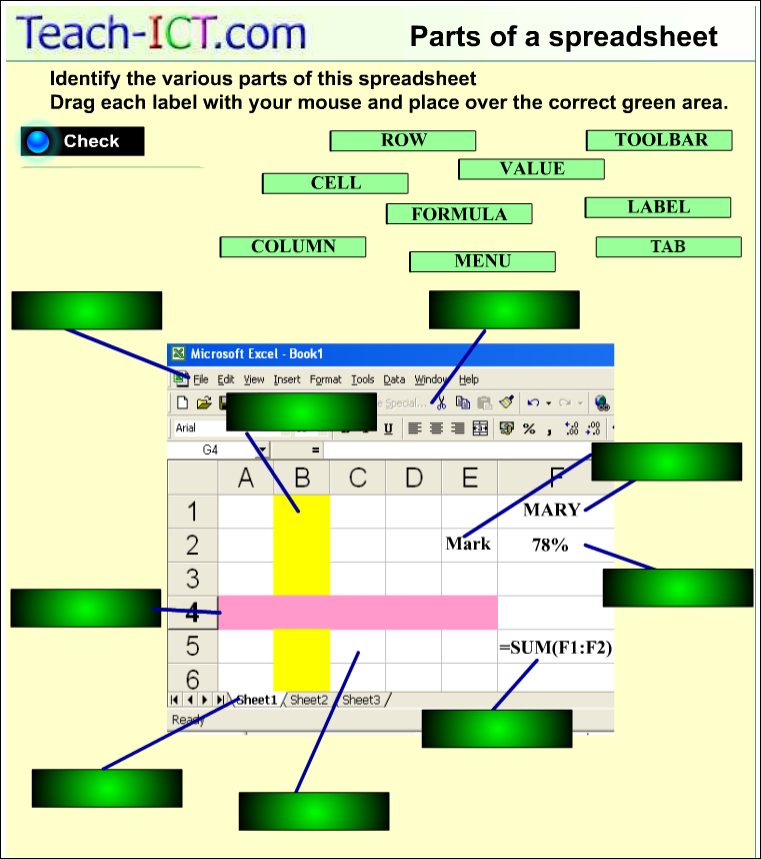 Teach-ICT.com
Parts of a spreadsheet
Identify the various parts of this spreadsheet
Drag each label with your mouse and place over the correct green area.
Check
ROW
TOOLBAR
VALUE
CELL
LABEL
FORMULA
COLUMN
TAB
MENU
Microsoft Excel - Book1
File Edit View Insert Format Tools Data Window Help
Special...
Arial
U % ,
G4 =
A B C D E F
1 MARY
2 Mark 78%
3
4
5 =SUM(F1:F2)
6
Sheet1 Sheet2 Sheet3
Ready